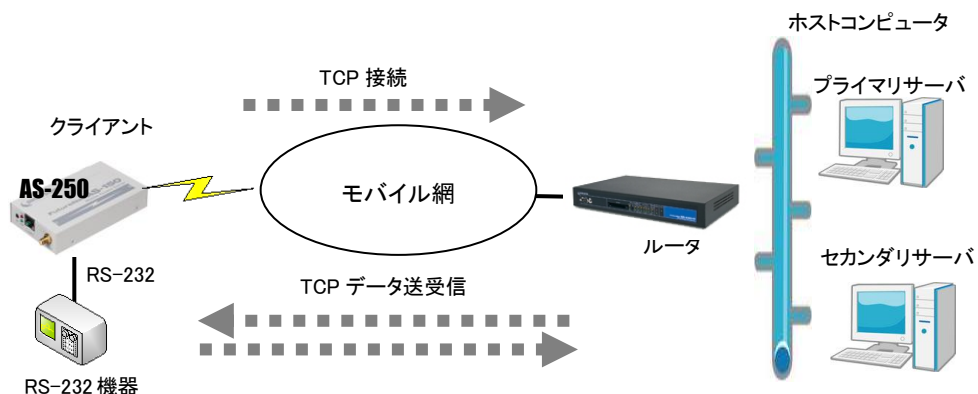 ホストコンピュータ
TCP 接続
プライマリサーバ
クライアント
AS-250
モバイル網
ルータ
RS-232
TCP データ送受信
セカンダリサーバ
RS-232 機器